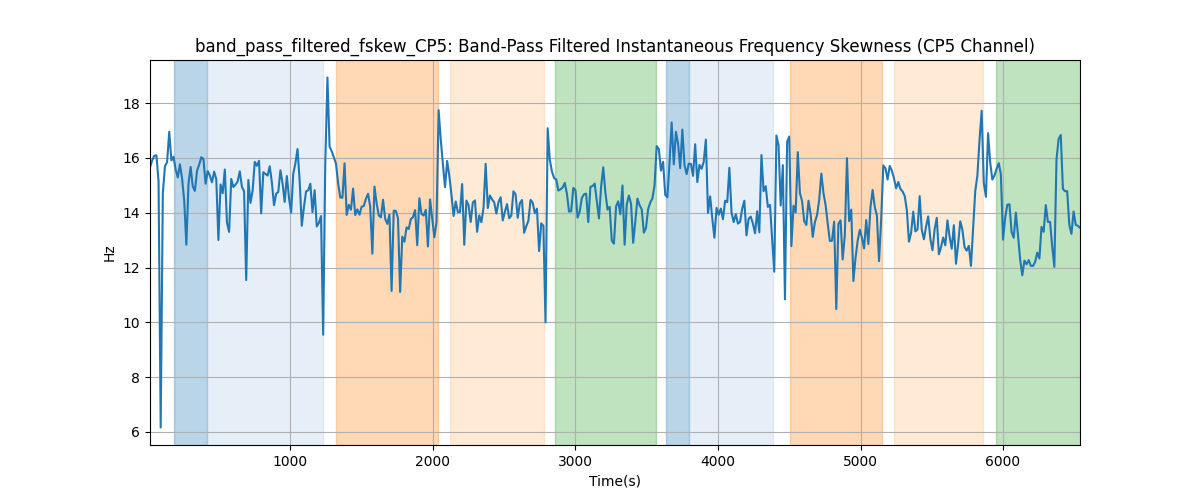 band_pass_filtered_fskew_CP5: Band-Pass Filtered Instantaneous Frequency Skewness (CP5 Channel)
18
16
14
12
10
8
6
Hz
1000 2000 3000 4000 5000 6000
Time(s)